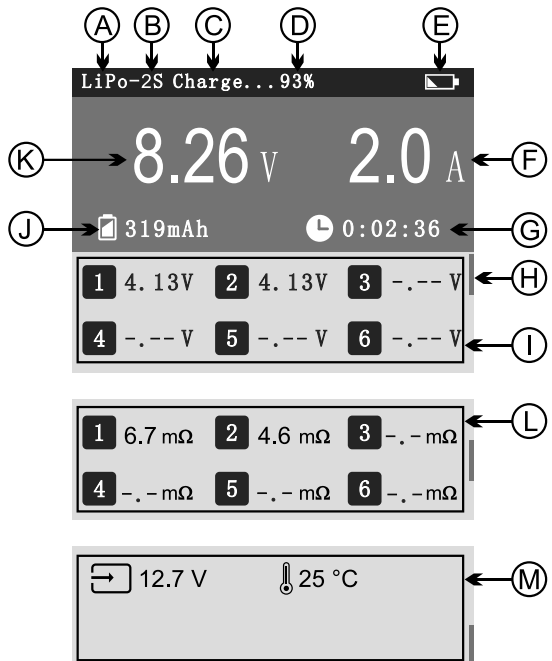 A B C D E
LiPo-2S Charge...93%
K 8.26 V 2.0 A F
J 319mAh 0:02:36 G
1 4.13V 2 4.13V 3 -.-- V H
4 -.-- V 5 -.-- V 6 -.-- V I
1 6.7 mΩ 2 4.6 mΩ 3 -.- mΩ L
4 -.- mΩ 5 -.- mΩ 6 -.- mΩ
12.7 V 25 °C M